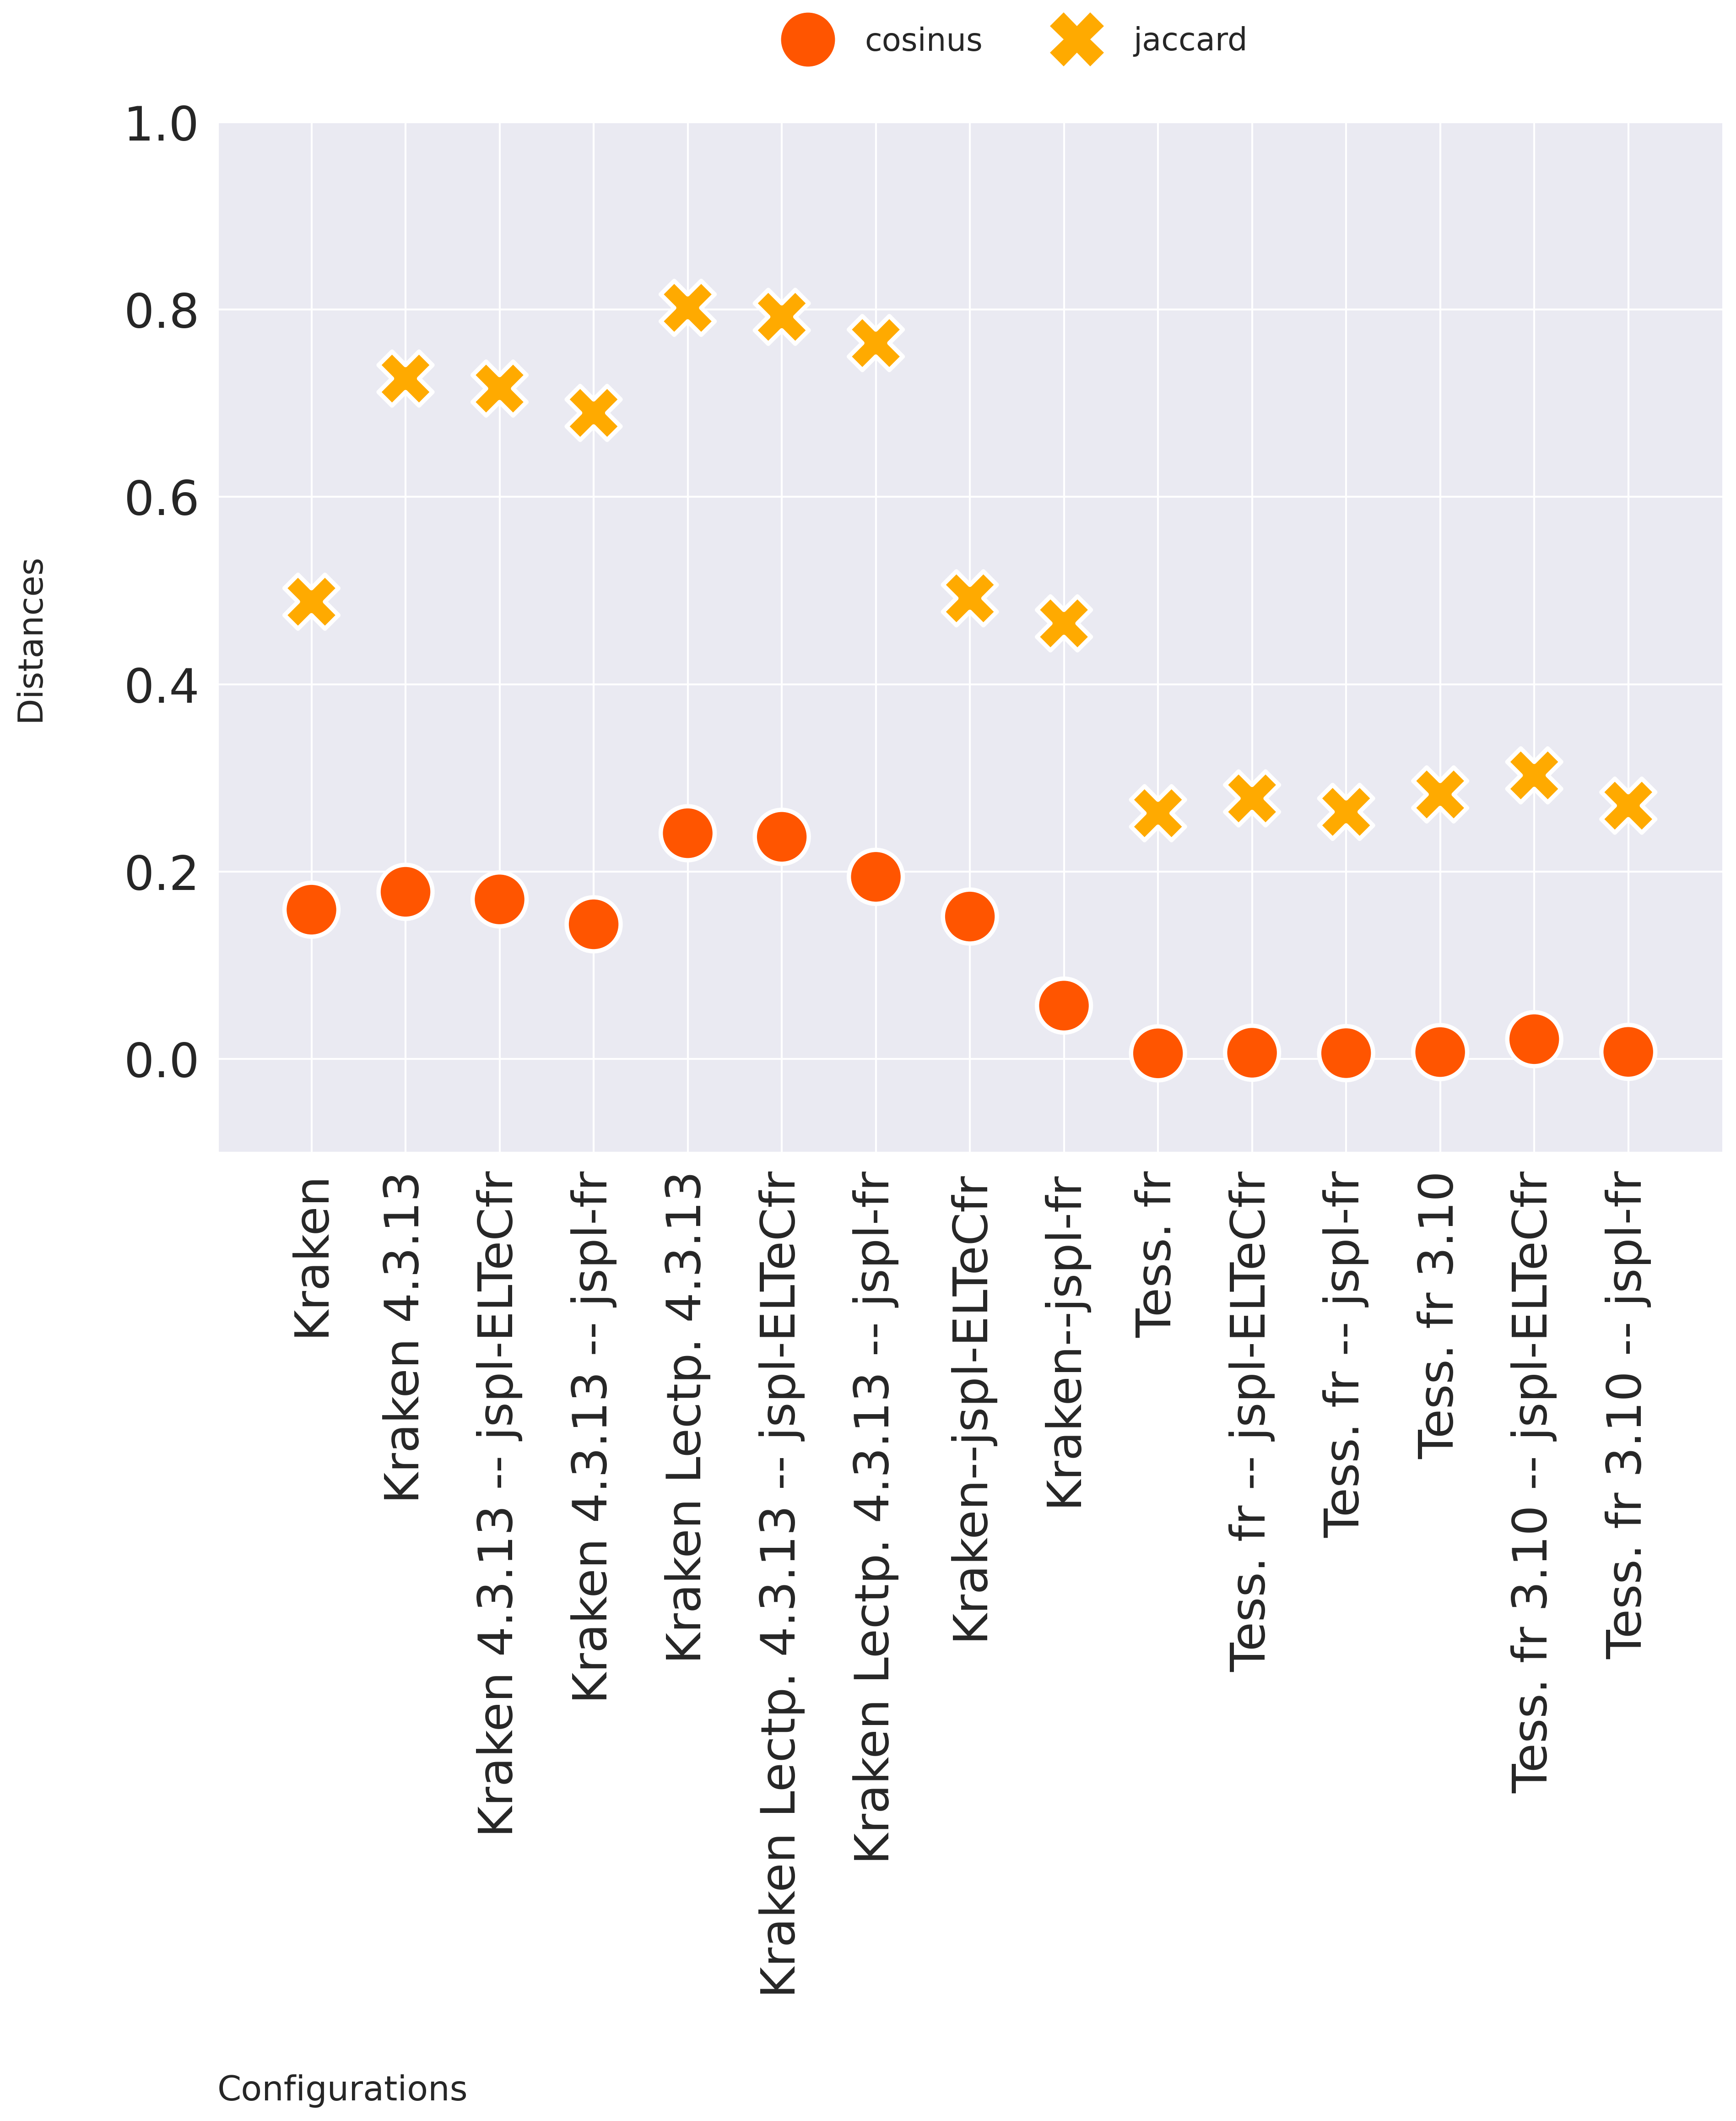 cosinus jaccard
1.0
0.8
0.6
0.4
0.2
0.0
Distances
Kraken
Kraken 4.3.13
Kraken 4.3.13 -- jspl-ELTeCfr
Kraken 4.3.13 -- jspl-fr
Kraken Lectp. 4.3.13
Kraken Lectp. 4.3.13 -- jspl-ELTeCfr
Kraken Lectp. 4.3.13 -- jspl-fr
Kraken--jspl-ELTeCfr
Kraken--jspl-fr
Tess. fr
Tess. fr -- jspl-ELTeCfr
Tess. fr -- jspl-fr
Tess. fr 3.10
Tess. fr 3.10 -- jspl-ELTeCfr
Tess. fr 3.10 -- jspl-fr
Configurations